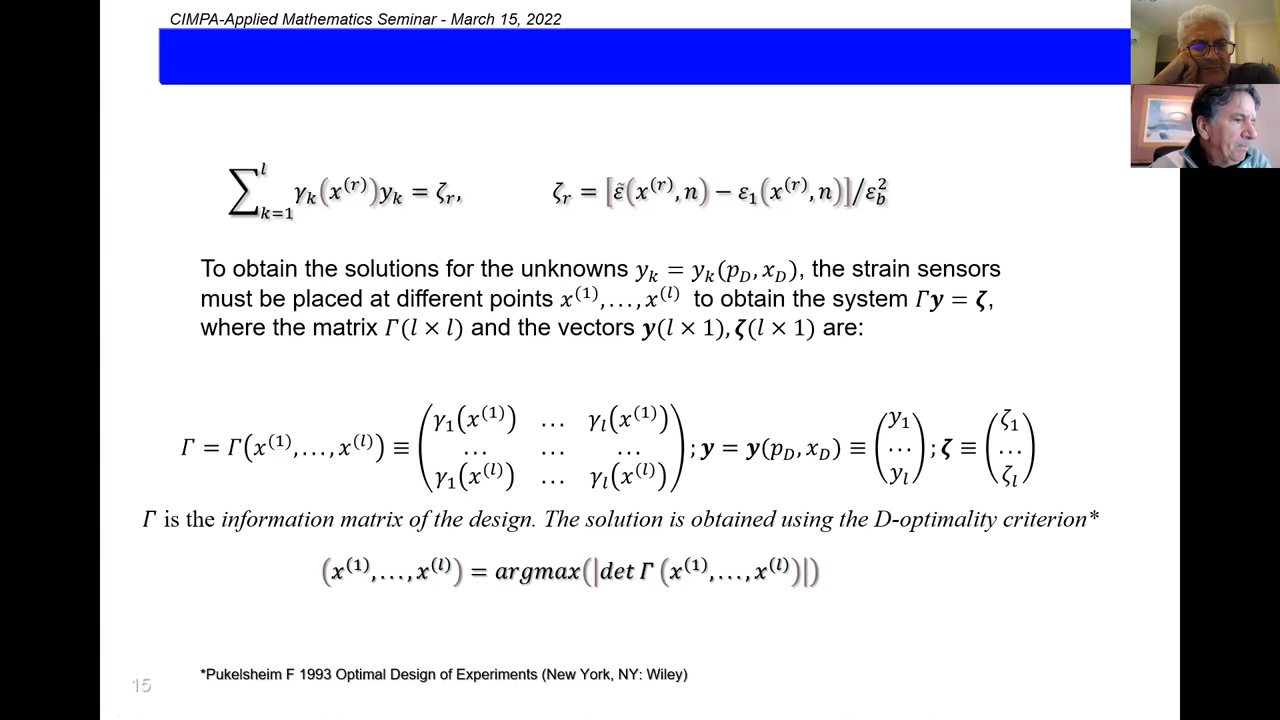 CIMPA-Applied Mathematics Seminar - March 15, 2022
∑_{k=1}^{l} γ_k(x^{(r)})y_k = ζ_r, ζ_r = [ε̃(x^{(r)}, n) − ε_1(x^{(r)}, n)]/ε_b^2
To obtain the solutions for the unknowns y_k = y_k(p_D, x_D), the strain sensors
must be placed at different points x^{(1)}, . . . , x^{(l)} to obtain the system Γy = ζ,
where the matrix Γ(l × l) and the vectors y(l × 1), ζ(l × 1) are:
Γ = Γ(x^{(1)}, . . . , x^{(l)}) ≡ (γ_1(x^{(1)}) ... γ_l(x^{(1)}) ... ... ... γ_1(x^{(l)}) ... γ_l(x^{(l)})) ; y = y(p_D, x_D) ≡ (y_1 ... y_l) ; ζ ≡ (ζ_1 ... ζ_l)
Γ is the information matrix of the design. The solution is obtained using the D-optimality criterion*
(x^{(1)}, . . . , x^{(l)}) = argmax(|det Γ (x^{(1)}, . . . , x^{(l)})|)
*Pukelsheim F 1993 Optimal Design of Experiments (New York, NY: Wiley)
15